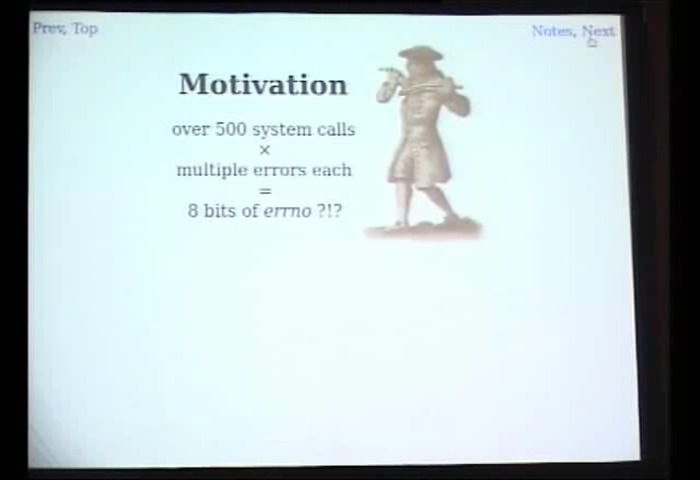 Prev, Top
Notes, Next
Motivation
over 500 system calls
×
multiple errors each
=
8 bits of errno ?!?